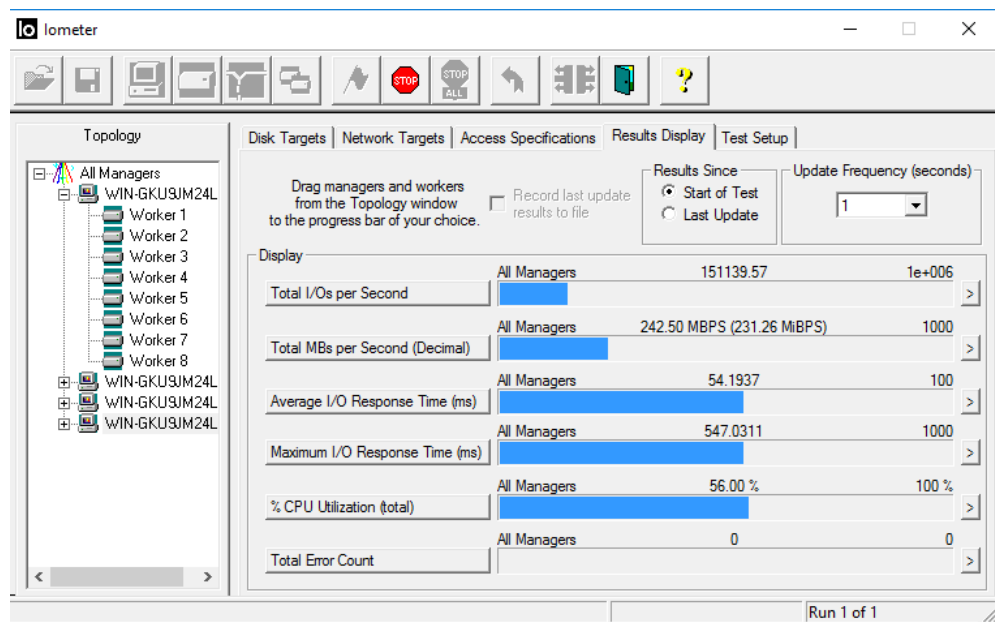 Iometer
STOP
STOP
ALL
Topology
All Managers
WIN-GKU9JM24L
Worker 1
Worker 2
Worker 3
Worker 4
Worker 5
Worker 6
Worker 7
Worker 8
WIN-GKU9JM24L
WIN-GKU9JM24L
WIN-GKU9JM24L
Disk Targets Network Targets Access Specifications Results Display Test Setup
Drag managers and workers
from the Topology window
to the progress bar of your choice.
Record last update
results to file
Results Since
Start of Test
Last Update
Update Frequency (seconds)
1
Display
All Managers 151139.57 1e+006
Total I/Os per Second >
All Managers 242.50 MBPS (231.26 MiBPS) 1000
Total MBs per Second (Decimal) >
All Managers 54.1937 100
Average I/O Response Time (ms) >
All Managers 547.0311 1000
Maximum I/O Response Time (ms) >
All Managers 56.00 % 100 %
% CPU Utilization (total) >
All Managers 0 0
Total Error Count >
Run 1 of 1